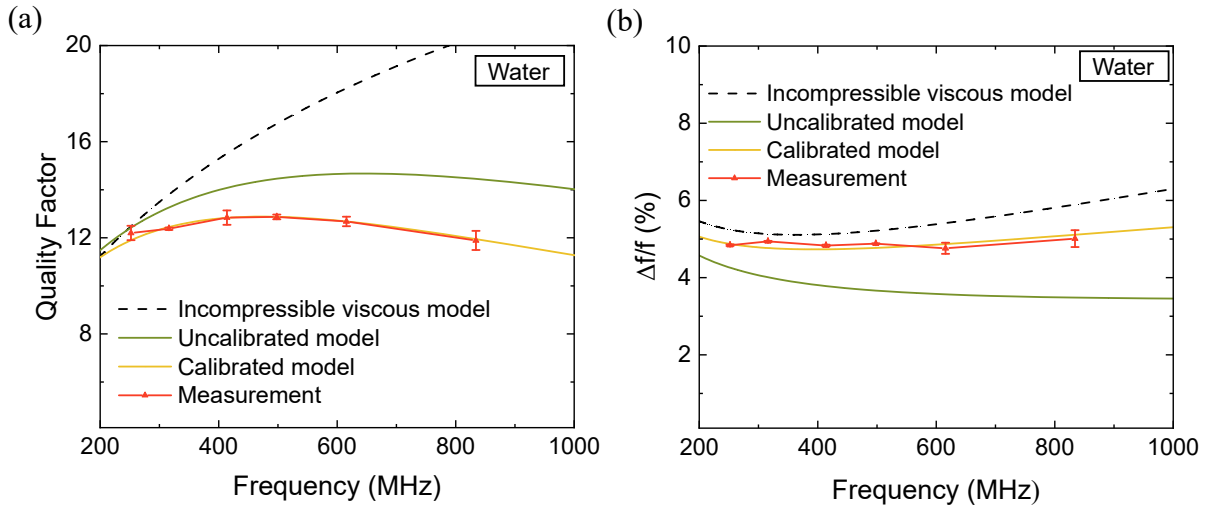 (a)
Quality Factor
20
16
12
8
Water
Incompressible viscous model
Uncalibrated model
Calibrated model
Measurement
200 400 600 800 1000
Frequency (MHz)
(b)
Δf/f (%)
10
8
6
4
2
Water
Incompressible viscous model
Uncalibrated model
Calibrated model
Measurement
200 400 600 800 1000
Frequency (MHz)